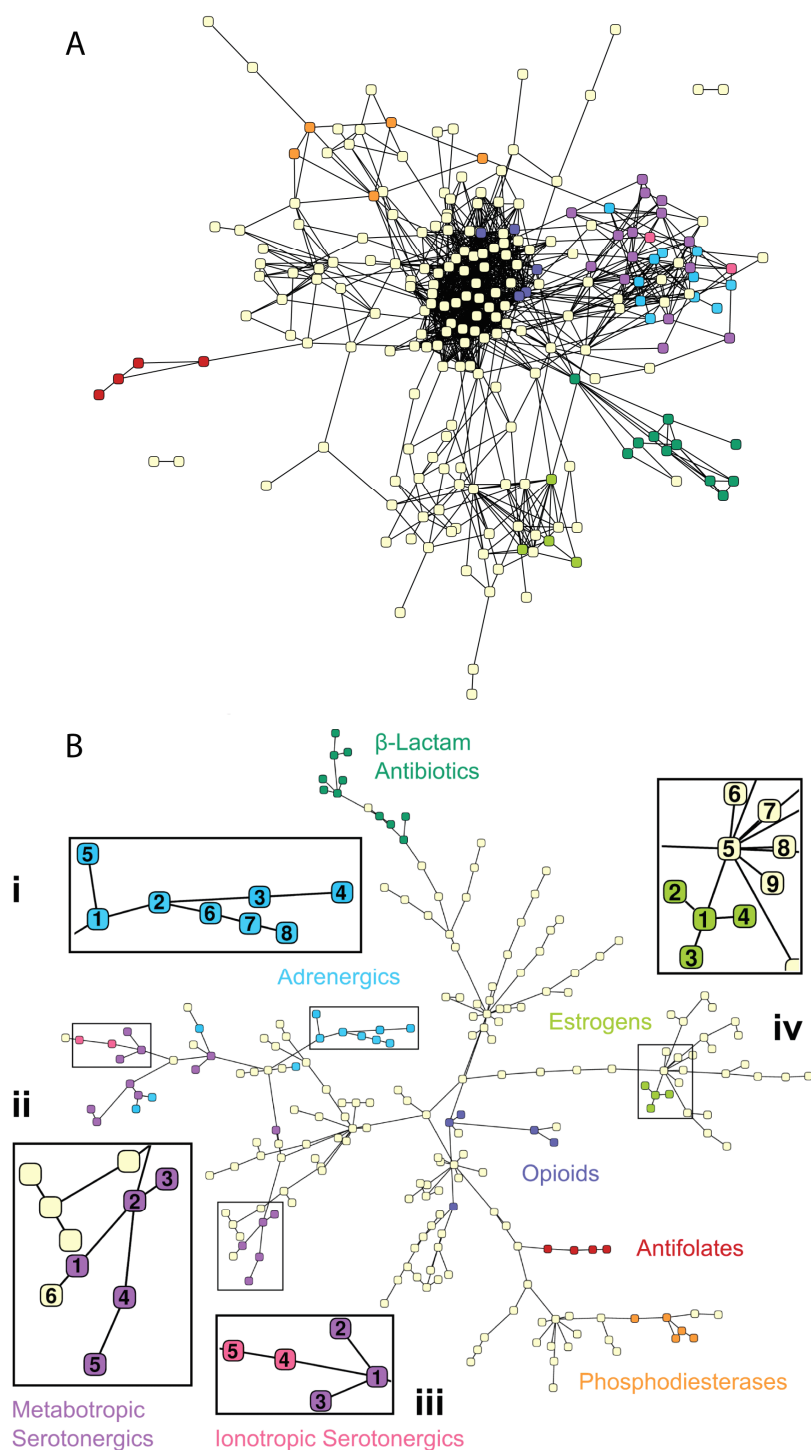 A
B
β-Lactam
Antibiotics
i
5
1
2
3
4
6
7
8
6
7
5
8
9
2
1
4
3
Adrenergics
Estrogens
iv
ii
Opioids
3
2
1
6
4
5
Antifolates
2
5
4
1
3
Phosphodiesterases
iii
Metabotropic
Serotonergics
Ionotropic Serotonergics